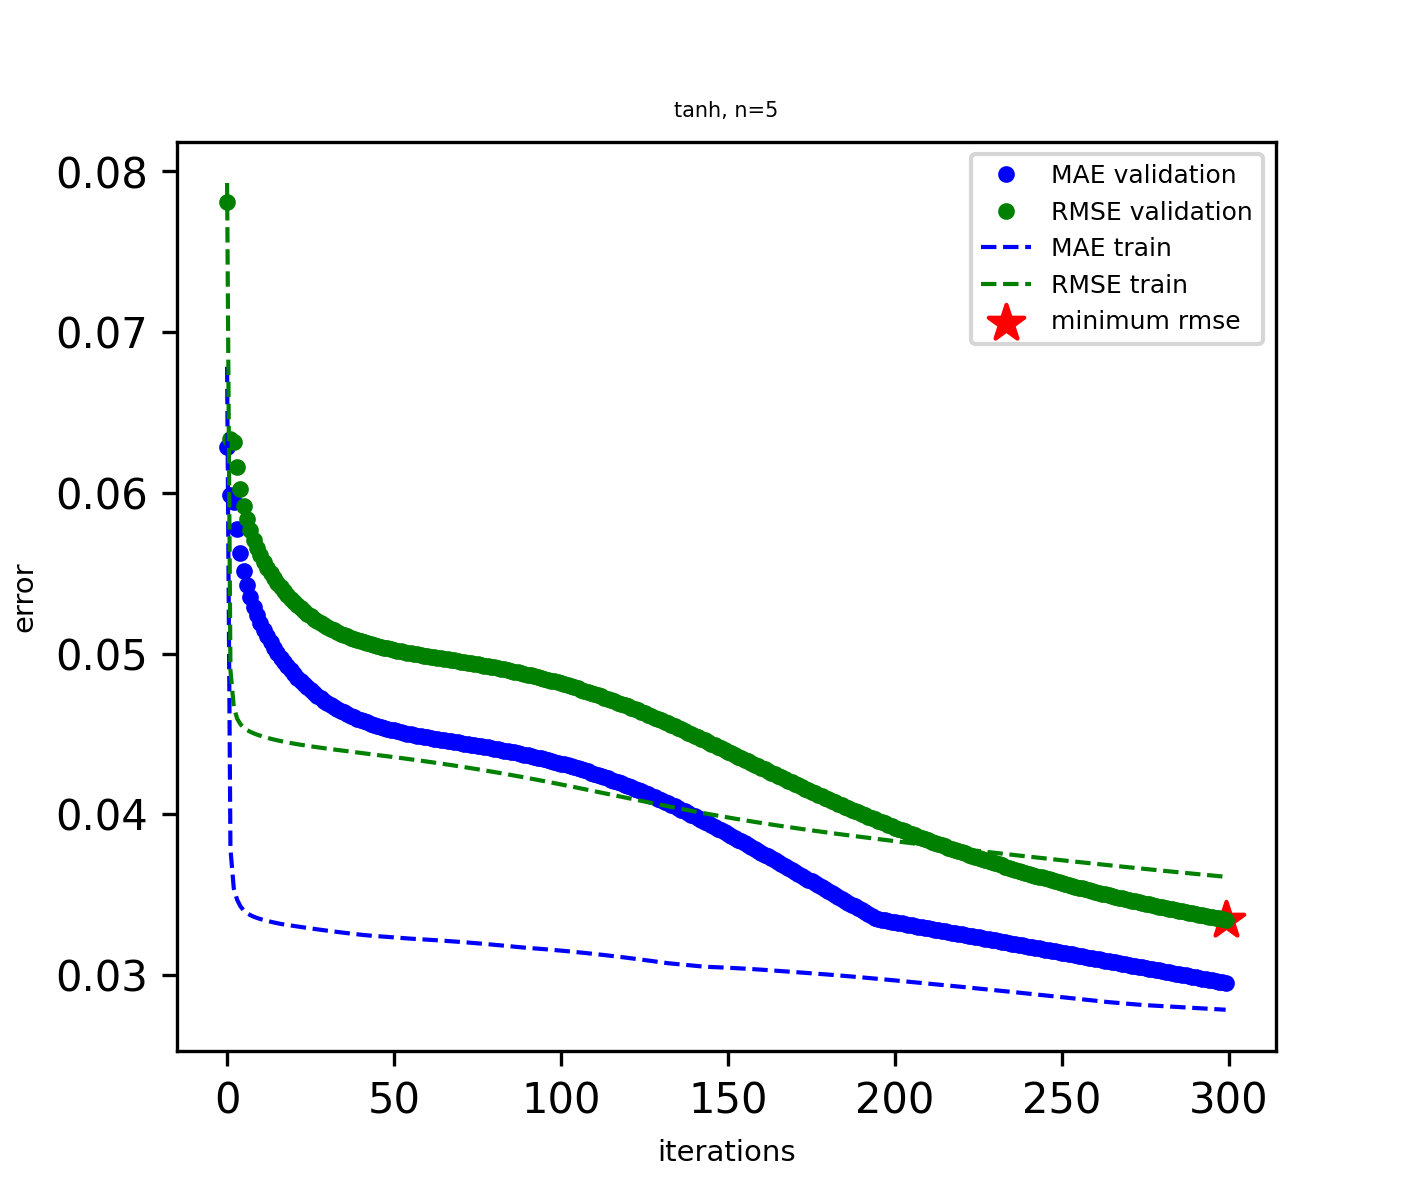 tanh, n=5
0.08
0.07
0.06
0.05
0.04
0.03
error
MAE validation
RMSE validation
MAE train
RMSE train
minimum rmse
0 50 100 150 200 250 300
iterations